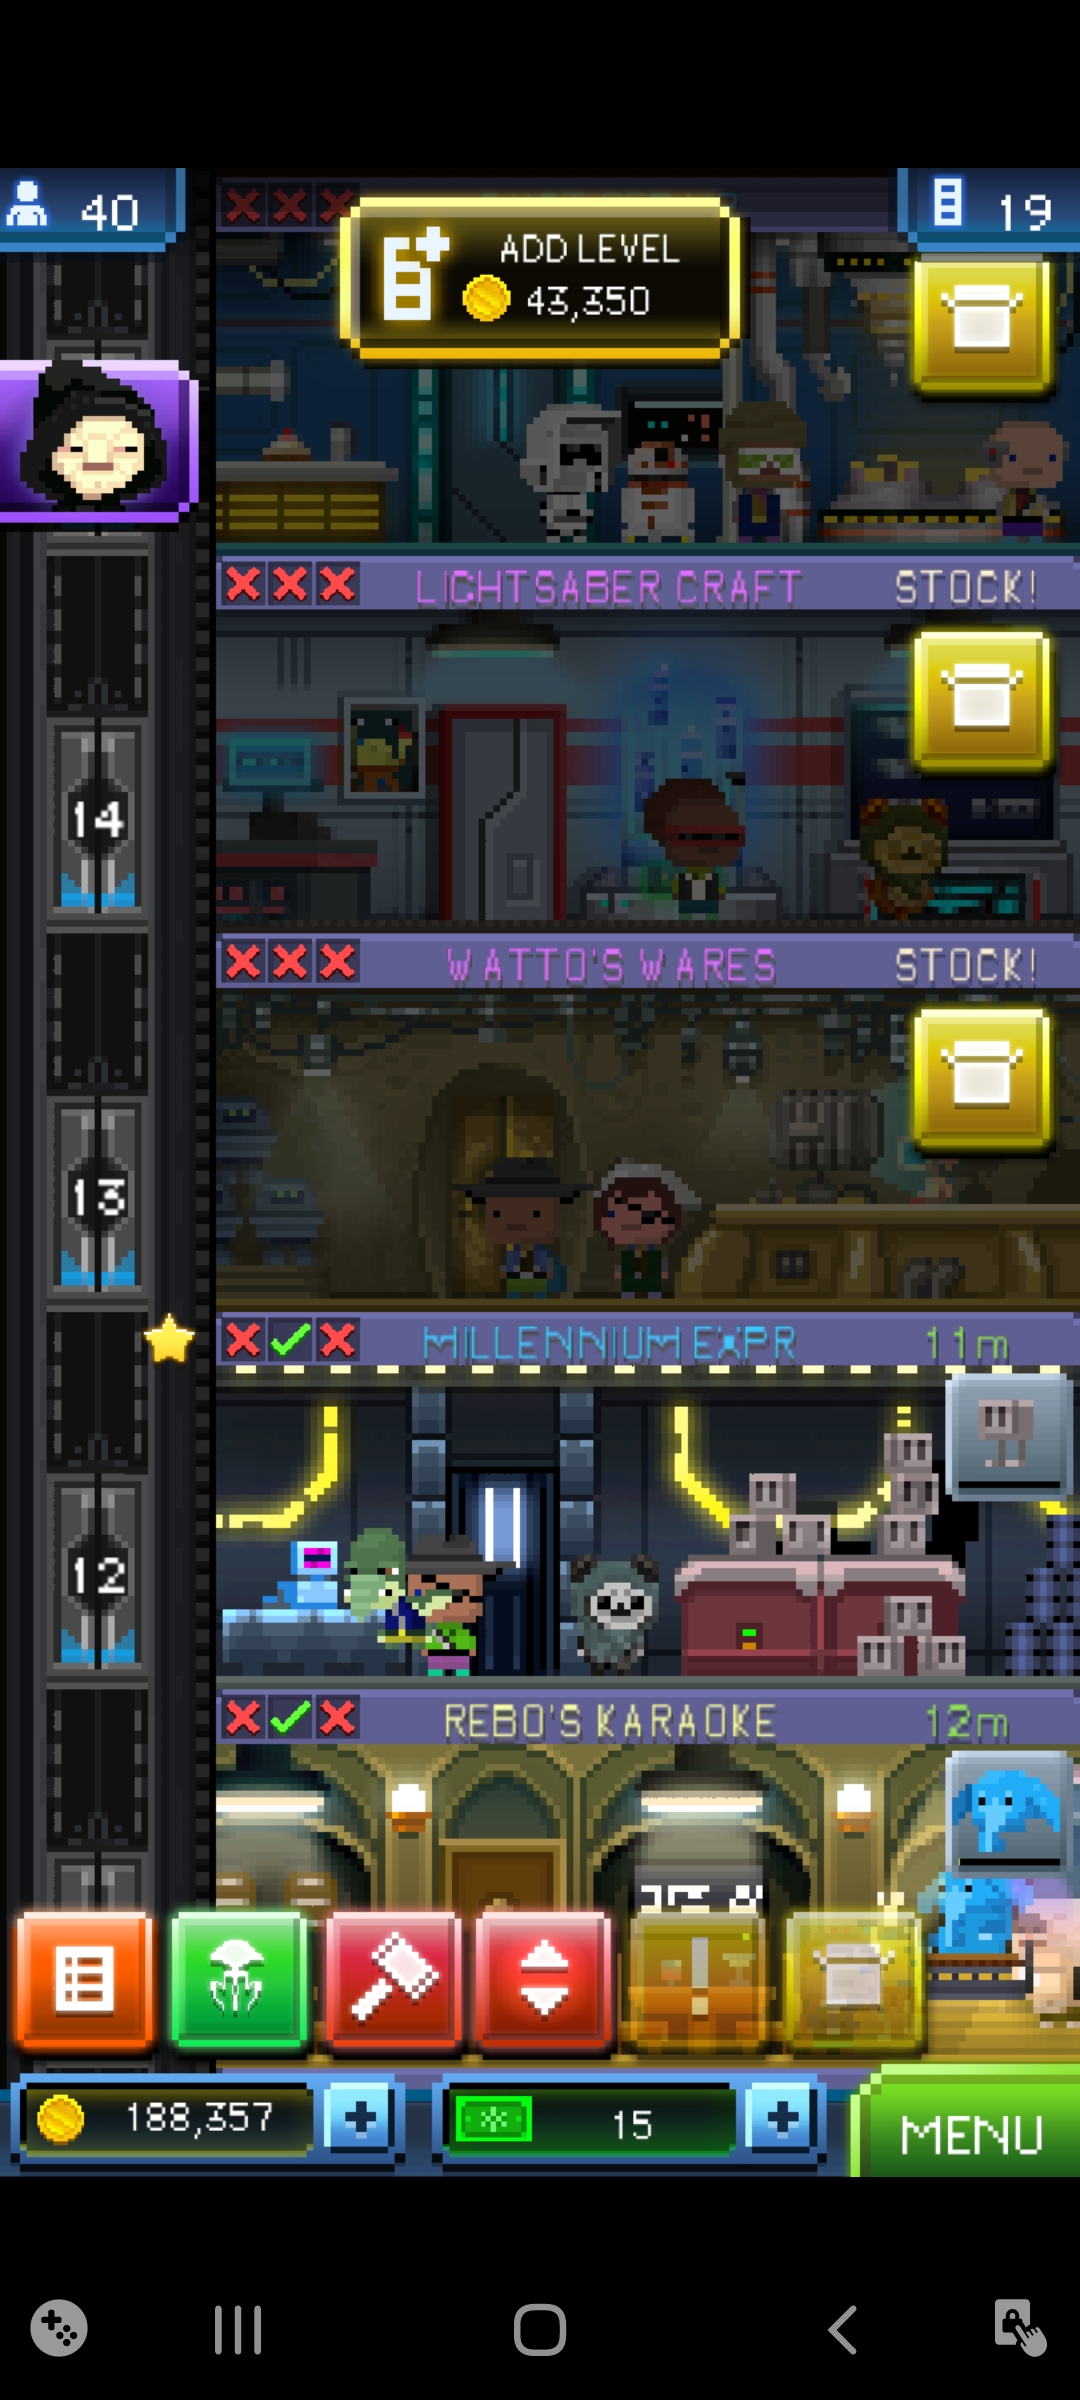 40
ADD LEVEL
43,350
19
LIGHTSABER CRAFT STOCK!
14
WATTO'S WARES STOCK!
13
MILLENNIUM EXPR 11m
12
REBO'S KARAOKE 12m
188,357
15
MENU